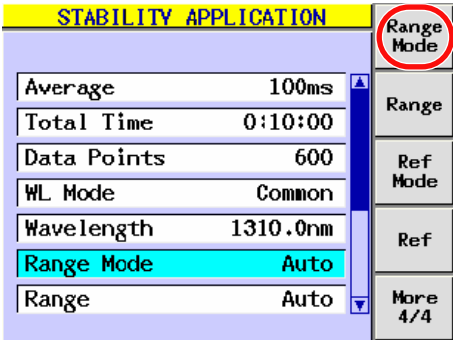 STABILITY APPLICATION
Average 100ms
Total Time 0:10:00
Data Points 600
WL Mode Common
Wavelength 1310.0nm
Range Mode Auto
Range Auto
Range
Mode
Range
Ref
Mode
Ref
More
4/4